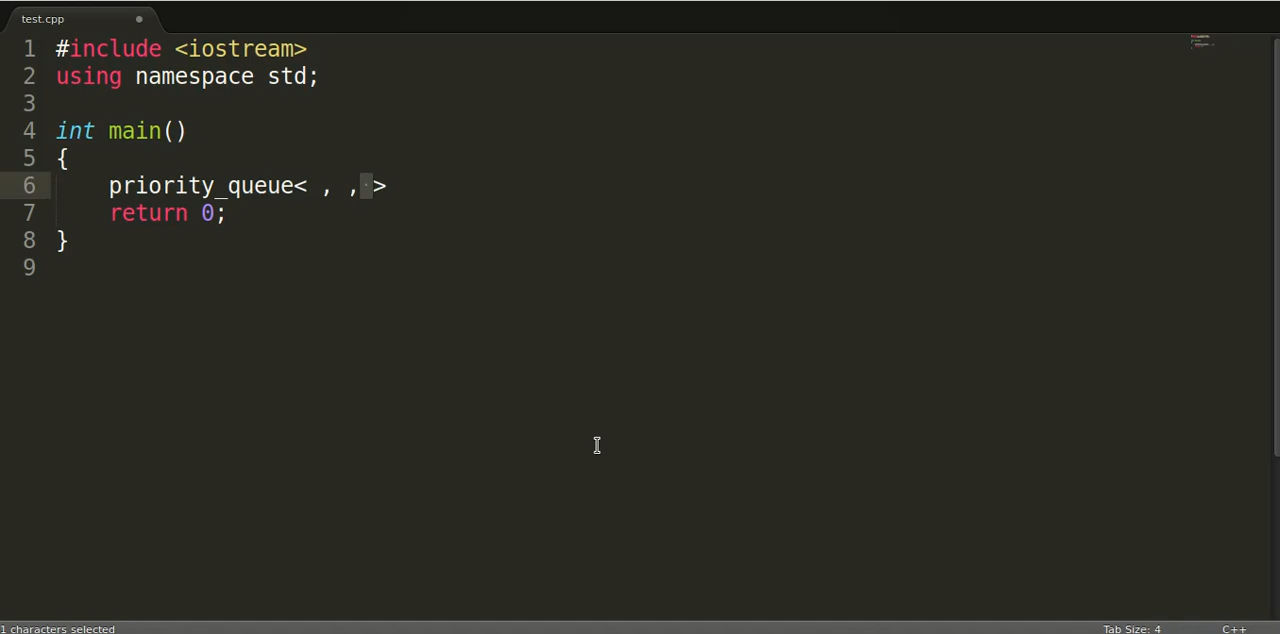 test.cpp
1 #include <iostream>
2 using namespace std;
3
4 int main()
5 {
6     priority_queue< , , >
7     return 0;
8 }
9
1 characters selected
Tab Size: 4
C++